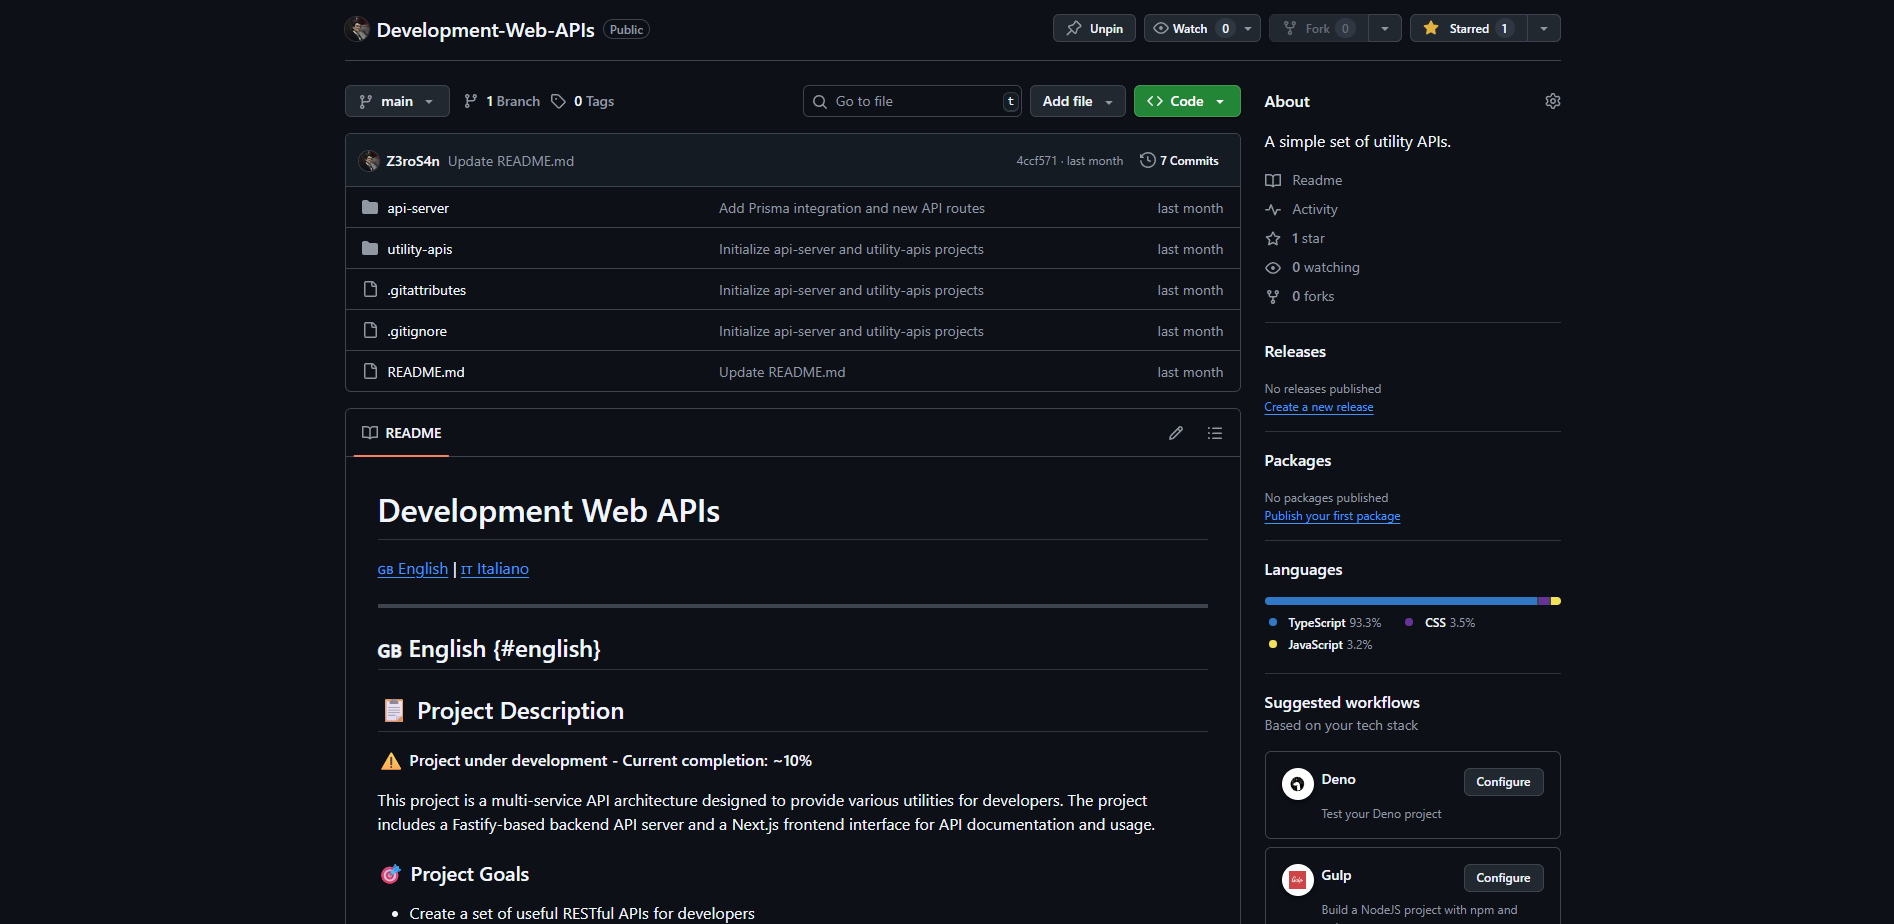 Development-Web-APIs Public
Unpin
Watch 0
Fork 0
Starred 1
main
1 Branch
0 Tags
Go to file t
Add file
Code
Z3roS4n Update README.md 4ccf571 · last month 7 Commits
api-server Add Prisma integration and new API routes last month
utility-apis Initialize api-server and utility-apis projects last month
.gitattributes Initialize api-server and utility-apis projects last month
.gitignore Initialize api-server and utility-apis projects last month
README.md Update README.md last month
README
Development Web APIs
GB English | IT Italiano
GB English {#english}
📋 Project Description
⚠️ Project under development - Current completion: ~10%
This project is a multi-service API architecture designed to provide various utilities for developers. The project
includes a Fastify-based backend API server and a Next.js frontend interface for API documentation and usage.
🎯 Project Goals
• Create a set of useful RESTful APIs for developers
About
A simple set of utility APIs.
Readme
Activity
1 star
0 watching
0 forks
Releases
No releases published
Create a new release
Packages
No packages published
Publish your first package
Languages
TypeScript 93.3% CSS 3.5%
JavaScript 3.2%
Suggested workflows
Based on your tech stack
Deno Configure
Test your Deno project
Gulp Configure
Build a NodeJS project with npm and